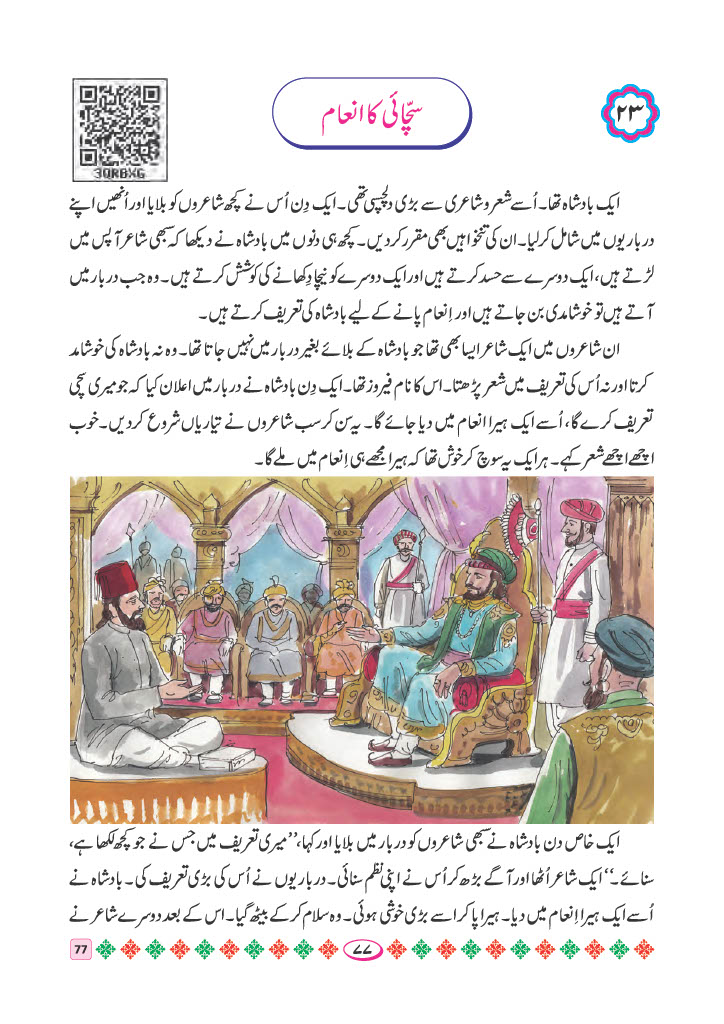 3QRBXG
سچّائی کا انعام
۲۳
ایک بادشاہ تھا۔ اُسے شعر و شاعری سے بڑی دلچسپی تھی۔ ایک دِن اُس نے کچھ شاعروں کو بلایا اور اُنھیں اپنے
درباریوں میں شامل کرلیا۔ ان کی تنخواہیں بھی مقرر کردیں۔ کچھ ہی دنوں میں بادشاہ نے دیکھا کہ سبھی شاعر آپس میں
لڑتے ہیں، ایک دوسرے سے حسد کرتے ہیں اور ایک دوسرے کو نیچا دِکھانے کی کوشش کرتے ہیں۔ وہ جب دربار میں
آتے ہیں تو خوشامدی بن جاتے ہیں اور اِنعام پانے کے لیے بادشاہ کی تعریف کرتے ہیں۔
ان شاعروں میں ایک شاعر ایسا بھی تھا جو بادشاہ کے بلائے بغیر دربار میں نہیں جاتا تھا۔ وہ نہ بادشاہ کی خوشامد
کرتا اور نہ اُس کی تعریف میں شعر پڑھتا۔ اس کا نام فیروز تھا۔ ایک دِن بادشاہ نے دربار میں اعلان کیا کہ جو میری سچی
تعریف کرے گا، اُسے ایک ہیرا انعام میں دیا جائے گا۔ یہ سن کر سب شاعروں نے تیاریاں شروع کردیں۔ خوب
اچھے اچھے شعر کہے۔ ہر ایک یہ سوچ کر خوش تھا کہ ہیرا مجھے ہی اِنعام میں ملے گا۔
ایک خاص دن بادشاہ نے سبھی شاعروں کو دربار میں بلایا اور کہا، ’’میری تعریف میں جس نے جو کچھ لکھا ہے،
سنائے۔‘‘ ایک شاعر اُٹھا اور آگے بڑھ کر اُس نے اپنی نظم سنائی۔ درباریوں نے اُس کی بڑی تعریف کی۔ بادشاہ نے
اُسے ایک ہیرا اِنعام میں دیا۔ ہیرا پا کر اسے بڑی خوشی ہوئی۔ وہ سلام کرکے بیٹھ گیا۔ اس کے بعد دوسرے شاعر نے
77
۷۷